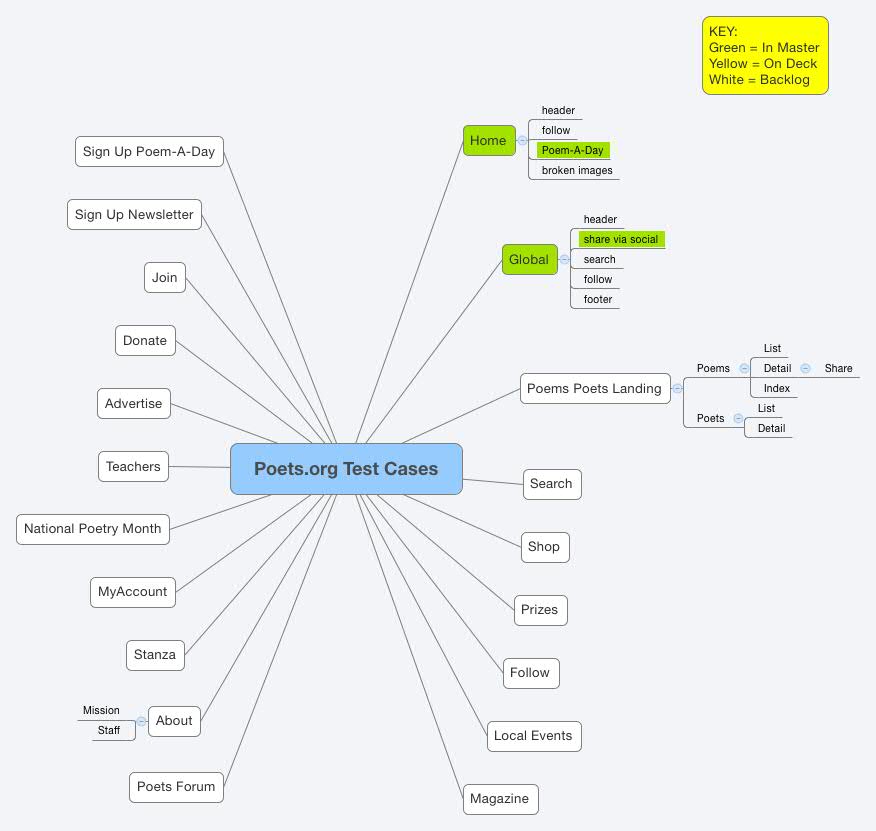 KEY:
Green = In Master
Yellow = On Deck
White = Backlog
Poets.org Test Cases
Home
header
follow
Poem-A-Day
broken images
Global
header
share via social
search
follow
footer
Poems Poets Landing
Poems
List
Detail
Share
Index
Poets
List
Detail
Search
Shop
Prizes
Follow
Local Events
Magazine
Sign Up Poem-A-Day
Sign Up Newsletter
Join
Donate
Advertise
Teachers
National Poetry Month
MyAccount
Stanza
About
Mission
Staff
Poets Forum